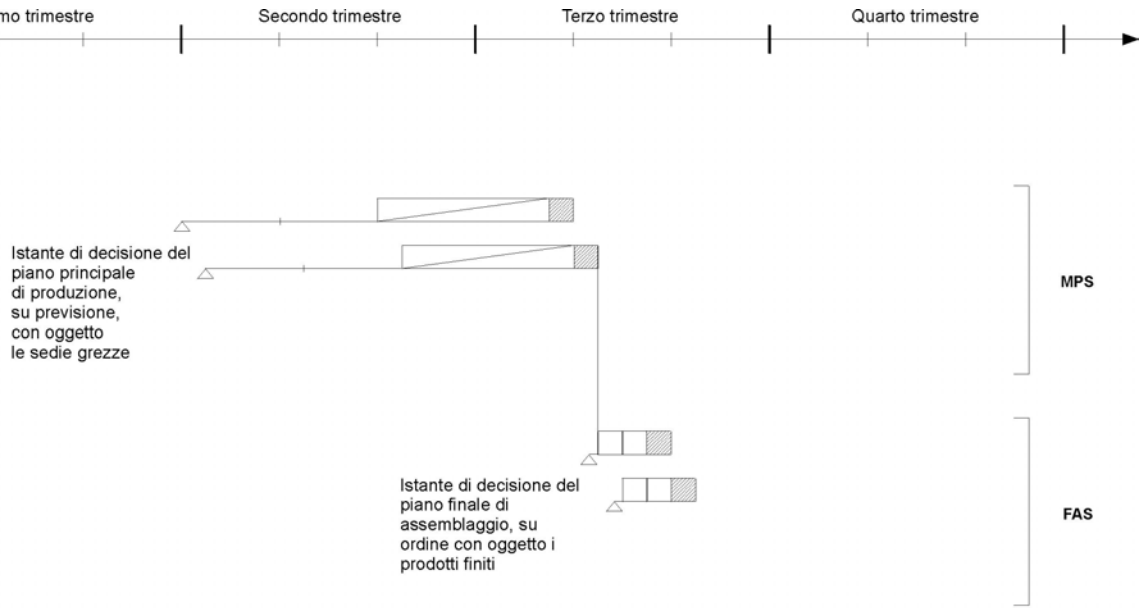 mo trimestre
Secondo trimestre
Terzo trimestre
Quarto trimestre
Istante di decisione del
piano principale
di produzione,
su previsione,
con oggetto
le sedie grezze
MPS
Istante di decisione del
piano finale di
assemblaggio, su
ordine con oggetto i
prodotti finiti
FAS